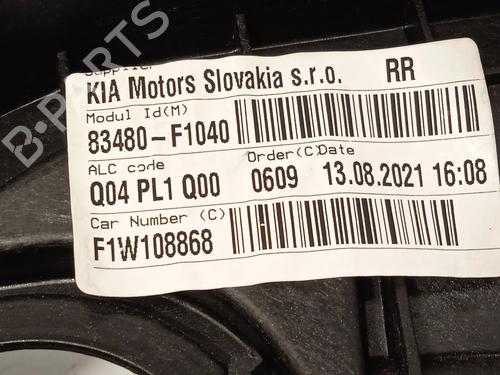 Supplier
KIA Motors Slovakia s.r.o. RR
Modul Id(M)
83480-F1040
ALC code Order(C) Date
Q04 PL1 Q00 0609 13.08.2021 16:08
Car Number (C)
F1W108868
B-PARTS